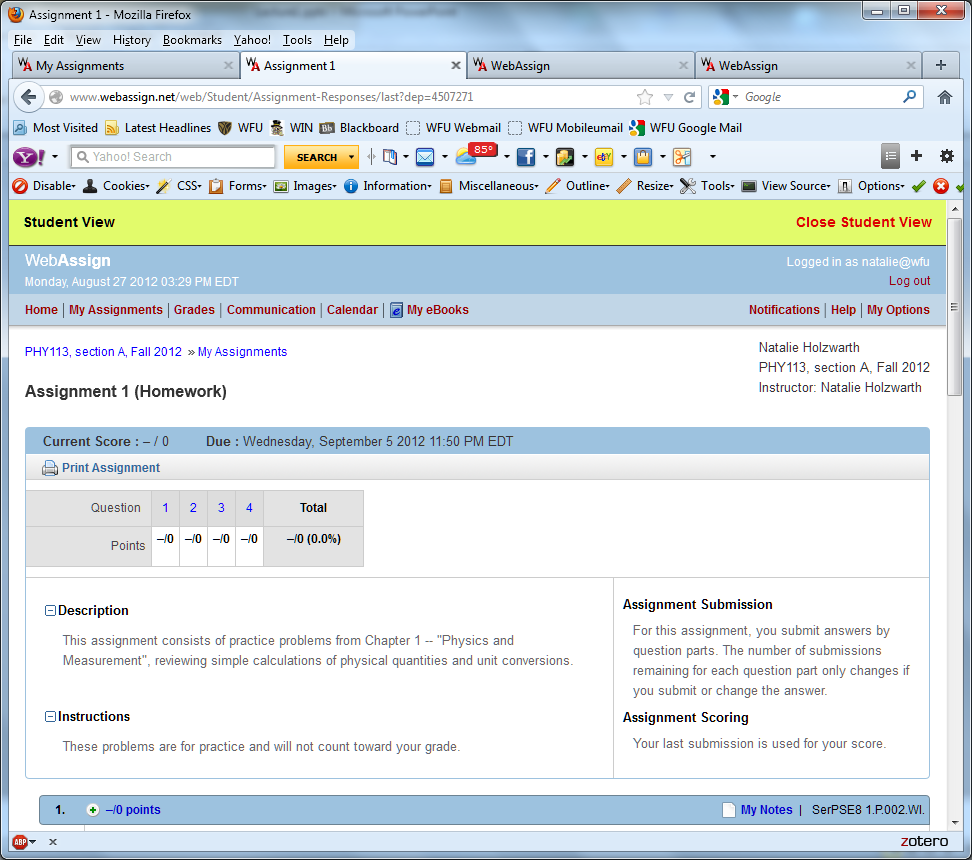 Assignment 1 - Mozilla Firefox
File Edit View History Bookmarks Yahoo! Tools Help
My Assignments Assignment 1 WebAssign WebAssign
www.webassign.net/web/Student/Assignment-Responses/last?dep=4507271 Google
Most Visited Latest Headlines WFU WIN Bb Blackboard WFU Webmail WFU Mobileumail WFU Google Mail
Y! Yahoo! Search SEARCH 85° eBY
Disable Cookies CSS Forms Images Information Miscellaneous Outline Resize Tools View Source Options
Student View Close Student View
WebAssign Logged in as natalie@wfu
Monday, August 27 2012 03:29 PM EDT Log out
Home | My Assignments | Grades | Communication | Calendar | My eBooks Notifications | Help | My Options
PHY113, section A, Fall 2012 » My Assignments
Natalie Holzwarth
PHY113, section A, Fall 2012
Instructor: Natalie Holzwarth
Assignment 1 (Homework)
Current Score : – / 0 Due : Wednesday, September 5 2012 11:50 PM EDT
Print Assignment
Question 1 2 3 4 Total
Points –/0 –/0 –/0 –/0 –/0 (0.0%)
Description
This assignment consists of practice problems from Chapter 1 -- "Physics and
Measurement", reviewing simple calculations of physical quantities and unit conversions.
Instructions
These problems are for practice and will not count toward your grade.
Assignment Submission
For this assignment, you submit answers by
question parts. The number of submissions
remaining for each question part only changes if
you submit or change the answer.
Assignment Scoring
Your last submission is used for your score.
1. –/0 points My Notes | SerPSE8 1.P.002.WI.
ABP zotero